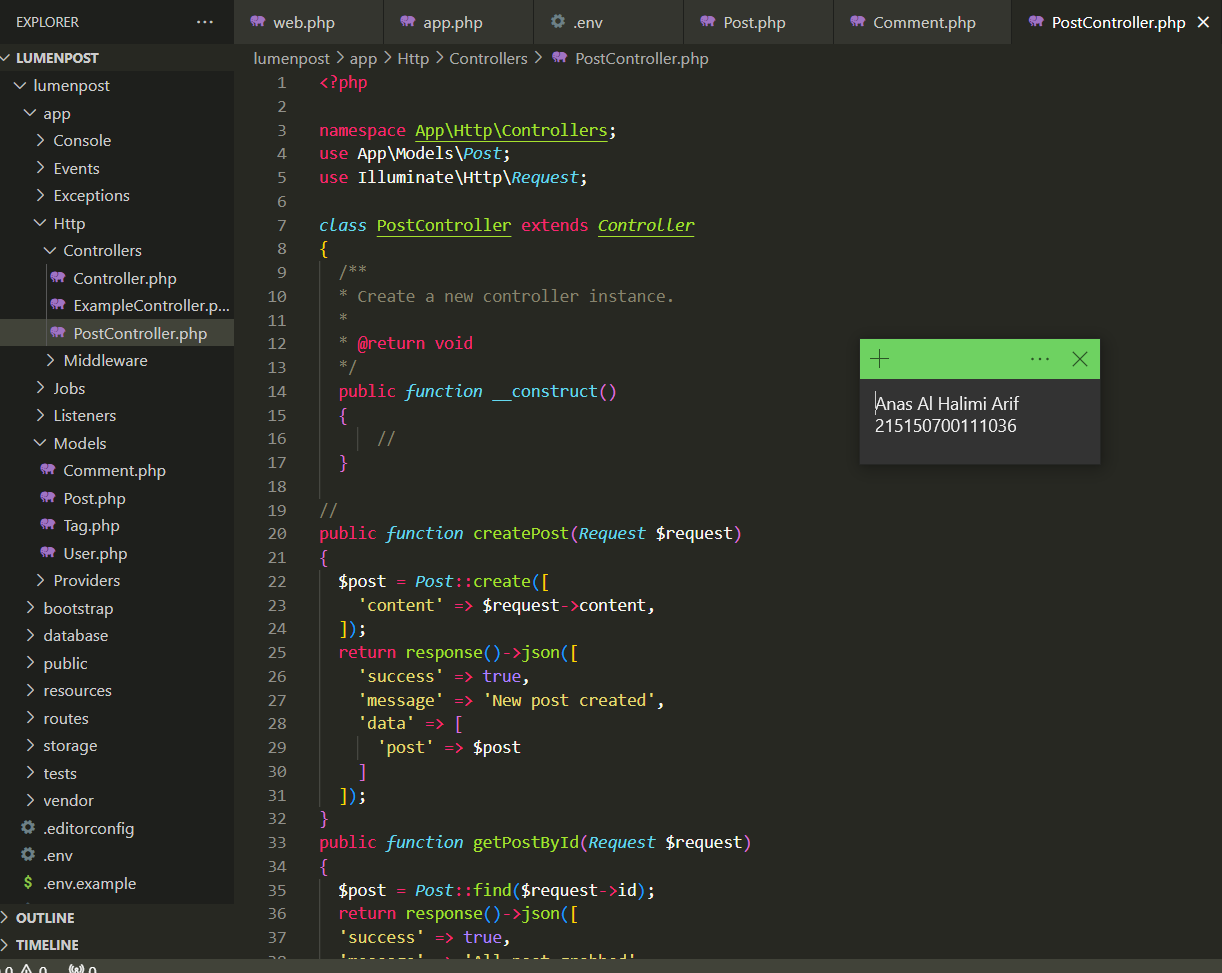 EXPLORER ...
LUMENPOST
lumenpost
app
Console
Events
Exceptions
Http
Controllers
Controller.php
ExampleController.p...
PostController.php
Middleware
Jobs
Listeners
Models
Comment.php
Post.php
Tag.php
User.php
Providers
bootstrap
database
public
resources
routes
storage
tests
vendor
.editorconfig
.env
$ .env.example
OUTLINE
TIMELINE
0 0 0
web.php app.php .env Post.php Comment.php PostController.php
lumenpost > app > Http > Controllers > PostController.php
1 <?php
2
3 namespace App\Http\Controllers;
4 use App\Models\Post;
5 use Illuminate\Http\Request;
6
7 class PostController extends Controller
8 {
9 /**
10 * Create a new controller instance.
11 *
12 * @return void
13 */
14 public function __construct()
15 {
16 //
17 }
18
19 //
20 public function createPost(Request $request)
21 {
22 $post = Post::create([
23 'content' => $request->content,
24 ]);
25 return response()->json([
26 'success' => true,
27 'message' => 'New post created',
28 'data' => [
29 'post' => $post
30 ]
31 ]);
32 }
33 public function getPostById(Request $request)
34 {
35 $post = Post::find($request->id);
36 return response()->json([
37 'success' => true,
38 'message' => 'All post grabbed'
Anas Al Halimi Arif
215150700111036